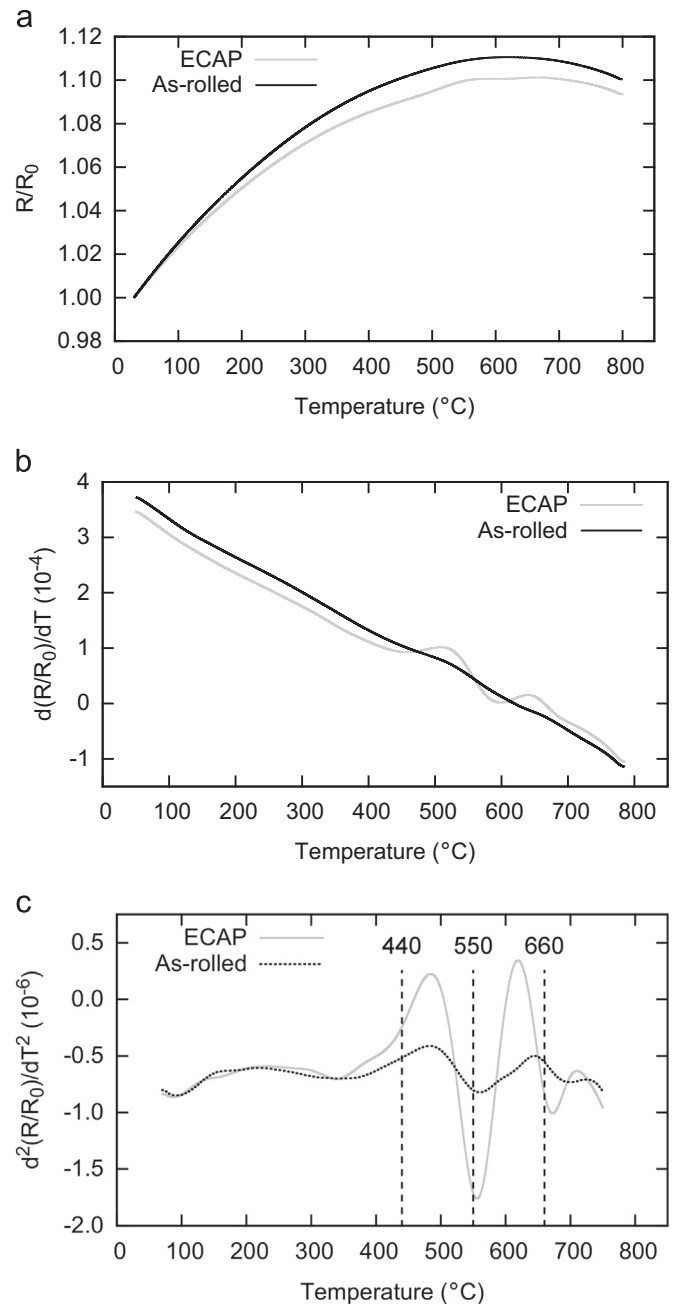 a
1.12
ECAP
1.10
As-rolled
1.08
R/R0
1.06
1.04
1.02
1.00
0.98
0 100 200 300 400 500 600 700 800
Temperature (°C)
b
4
ECAP
As-rolled
3
d(R/R0)/dT (10-4)
2
1
0
-1
0 100 200 300 400 500 600 700 800
Temperature (°C)
c
ECAP
As-rolled
440 550 660
0.5
d2(R/R0)/dT2 (10-6)
0.0
-0.5
-1.0
-1.5
-2.0
0 100 200 300 400 500 600 700 800
Temperature (°C)